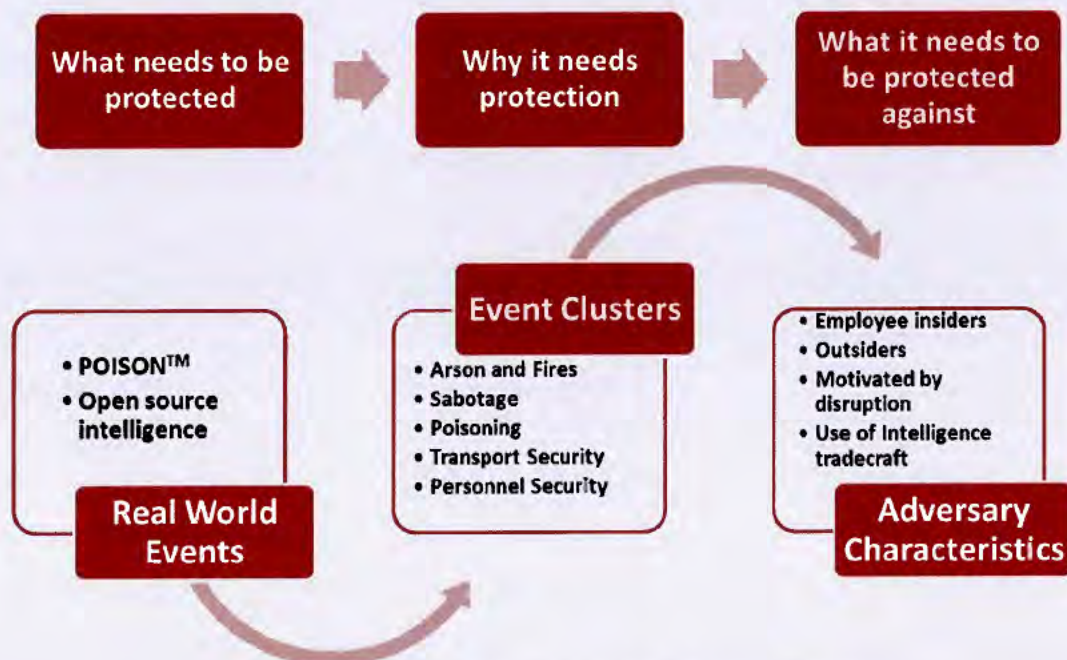 What needs to be
protected
Why it needs
protection
What it needs to
be protected
against
• POISON™
• Open source
intelligence
Real World
Events
Event Clusters
• Arson and Fires
• Sabotage
• Poisoning
• Transport Security
• Personnel Security
• Employee insiders
• Outsiders
• Motivated by
disruption
• Use of Intelligence
tradecraft
Adversary
Characteristics